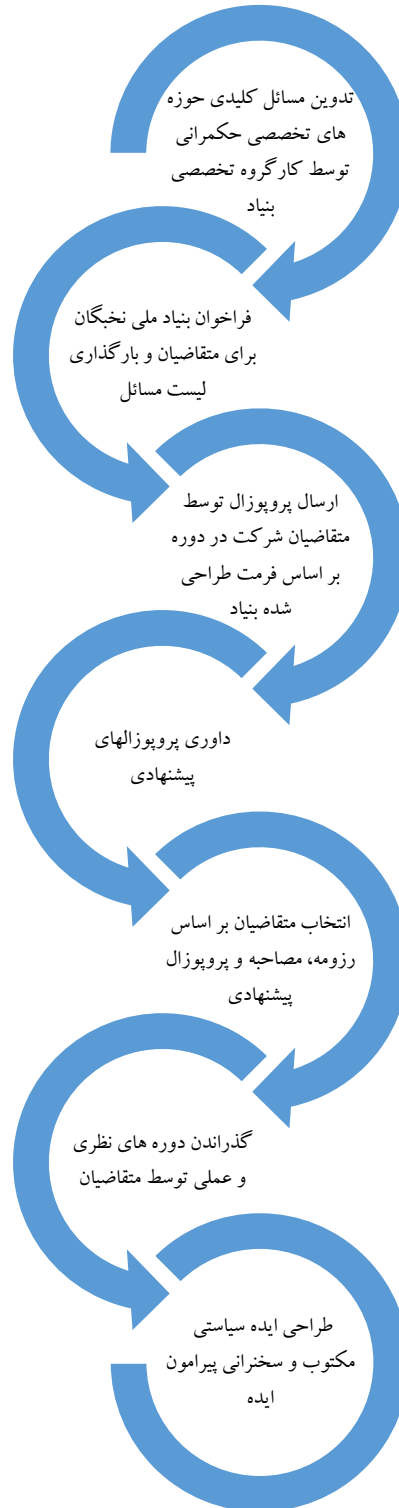 تدوین مسائل کلیدی حوزه
های تخصصی حکمرانی
توسط کارگروه تخصصی
بنیاد
فراخوان بنیاد ملی نخبگان
برای متقاضیان و بارگذاری
لیست مسائل
ارسال پروپوزال توسط
متقاضیان شرکت در دوره
بر اساس فرمت طراحی
شده بنیاد
داوری پروپوزالهای
پیشنهادی
انتخاب متقاضیان بر اساس
رزومه، مصاحبه و پروپوزال
پیشنهادی
گذراندن دوره های نظری
و عملی توسط متقاضیان
طراحی ایده سیاستی
مکتوب و سخنرانی پیرامون
ایده